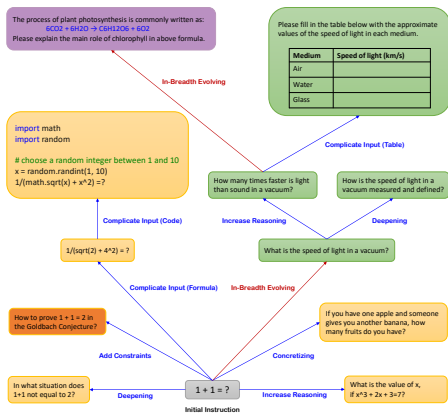 The process of plant photosynthesis is commonly written as:
6CO2 + 6H2O → C6H12O6 + 6O2
Please explain the main role of chlorophyll in above formula.
Please fill in the table below with the approximate
values of the speed of light in each medium.
Medium Speed of light (km/s)
Air
Water
Glass
In-Breadth Evolving
Complicate Input (Table)
import math
import random
# choose a random integer between 1 and 10
x = random.randint(1, 10)
1/(math.sqrt(x) + x^2) =?
How many times faster is light
than sound in a vacuum?
How is the speed of light in a
vacuum measured and defined?
Complicate Input (Code)
Increase Reasoning
Deepening
1/(sqrt(2) + 4^2) = ?
What is the speed of light in a vacuum?
Complicate Input (Formula)
In-Breadth Evolving
How to prove 1 + 1 = 2 in
the Goldbach Conjecture?
If you have one apple and someone
gives you another banana, how
many fruits do you have?
Add Constraints
Concretizing
In what situation does
1+1 not equal to 2?
Deepening
1 + 1 = ?
Increase Reasoning
What is the value of x,
if x^3 + 2x + 3=7?
Initial Instruction